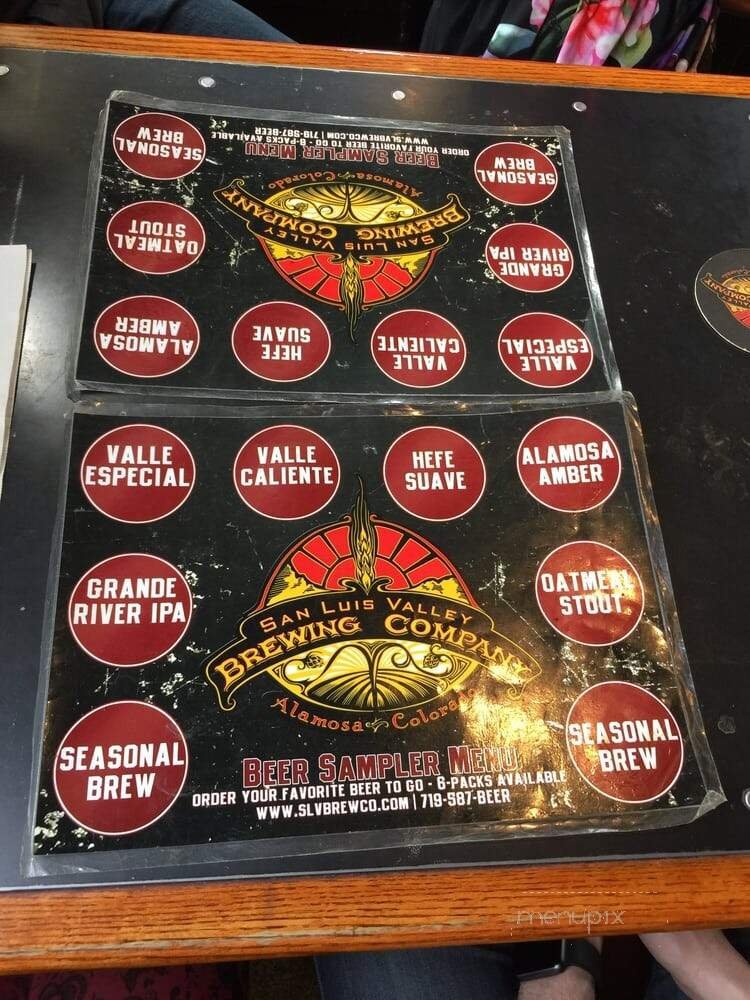 SEASONAL
BREW
OATMEAL
STOUT
ALAMOSA
AMBER
HEFE
SUAVE
VALLE
CALIENTE
VALLE
ESPECIAL
GRANDE
RIVER IPA
SEASONAL
BREW
SAN LUIS VALLEY
BREWING COMPANY
Alamosa Colorado
BEER SAMPLER MENU
ORDER YOUR FAVORITE BEER TO GO - 6-PACKS AVAILABLE
WWW.SLVBREWCO.COM | 719-587-BEER
VALLE
ESPECIAL
VALLE
CALIENTE
HEFE
SUAVE
ALAMOSA
AMBER
GRANDE
RIVER IPA
OATMEAL
STOUT
SAN LUIS VALLEY
BREWING COMPANY
Alamosa Colorado
SEASONAL
BREW
SEASONAL
BREW
BEER SAMPLER MENU
ORDER YOUR FAVORITE BEER TO GO - 6-PACKS AVAILABLE
WWW.SLVBREWCO.COM | 719-587-BEER
menupix